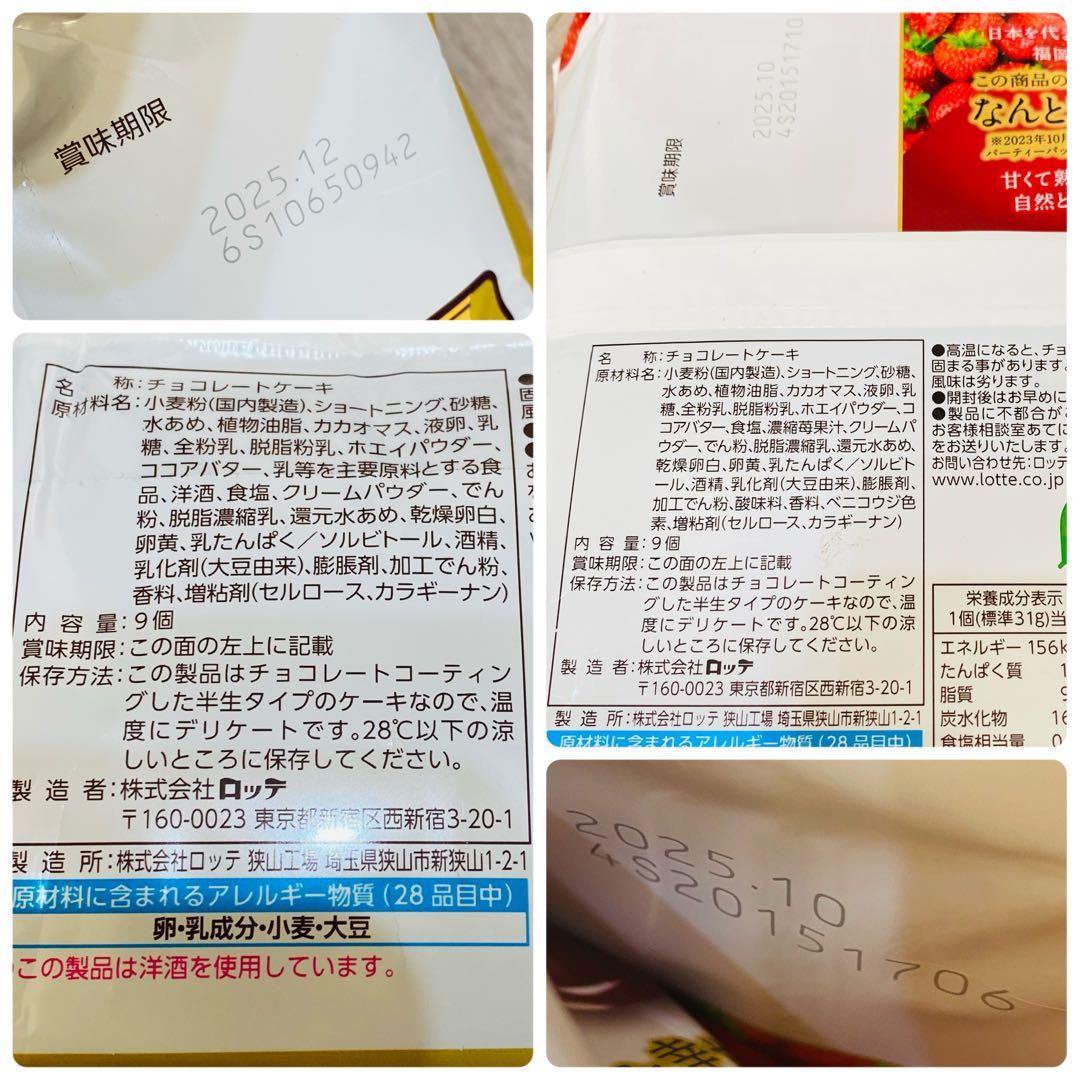 賞味期限
2025.12
6S10650942
名 称:チョコレートケーキ
原材料名:小麦粉(国内製造)、ショートニング、砂糖、
水あめ、植物油脂、カカオマス、液卵、乳
糖、全粉乳、脱脂粉乳、ホエイパウダー、
ココアバター、乳等を主要原料とする食
品、洋酒、食塩、クリームパウダー、でん
粉、脱脂濃縮乳、還元水あめ、乾燥卵白、
卵黄、乳たんぱく/ソルビトール、酒精、
乳化剤(大豆由来)、膨脹剤、加工でん粉、
香料、増粘剤(セルロース、カラギーナン)
内容量:9個
賞味期限:この面の左上に記載
保存方法:この製品はチョコレートコーティン
グした半生タイプのケーキなので、温
度にデリケートです。28℃以下の涼
しいところに保存してください。
製造者:株式会社ロッテ
〒160-0023 東京都新宿区西新宿3-20-1
製造所:株式会社ロッテ 狭山工場 埼玉県狭山市新狭山1-2-1
原材料に含まれるアレルギー物質(28品目中)
卵・乳成分・小麦・大豆
この製品は洋酒を使用しています。
賞味期限
2025.10
4S20151710
日本を代
福岡
この商品の
なんと
※2023年10
パーティーパッ
甘くて
自然と
名 称:チョコレートケーキ
原材料名:小麦粉(国内製造)、ショートニング、砂糖、
水あめ、植物油脂、カカオマス、液卵、乳
糖、全粉乳、脱脂粉乳、ホエイパウダー、コ
コアバター、食塩、濃縮苺果汁、クリームパ
ウダー、でん粉、脱脂濃縮乳、還元水あめ、
乾燥卵白、卵黄、乳たんぱく/ソルビト
ール、酒精、乳化剤(大豆由来)、膨脹剤、
加工でん粉、酸味料、香料、ベニコウジ色
素、増粘剤(セルロース、カラギーナン)
内容量:9個
賞味期限:この面の左上に記載
保存方法:この製品はチョコレートコーティン
グした半生タイプのケーキなので、温
度にデリケートです。28℃以下の涼
しいところに保存してください。
製造者:株式会社ロッテ
〒160-0023 東京都新宿区西新宿3-20-1
製造所:株式会社ロッテ 狭山工場 埼玉県狭山市新狭山1-2-1
原材料に含まれるアレルギー物質(28品目中)
●高温になると、チョ
固まる事があります
風味は劣ります。
●開封後はお早めに
●製品に不都合が
お客様相談室あてに
をお送りいたします
お問い合わせ先:ロッテ
www.lotte.co.jp
栄養成分表示
1個(標準31g)当
エネルギー 156k
たんぱく質 1
脂質 9
炭水化物 16
食塩相当量 0
2025.10
4S20151706